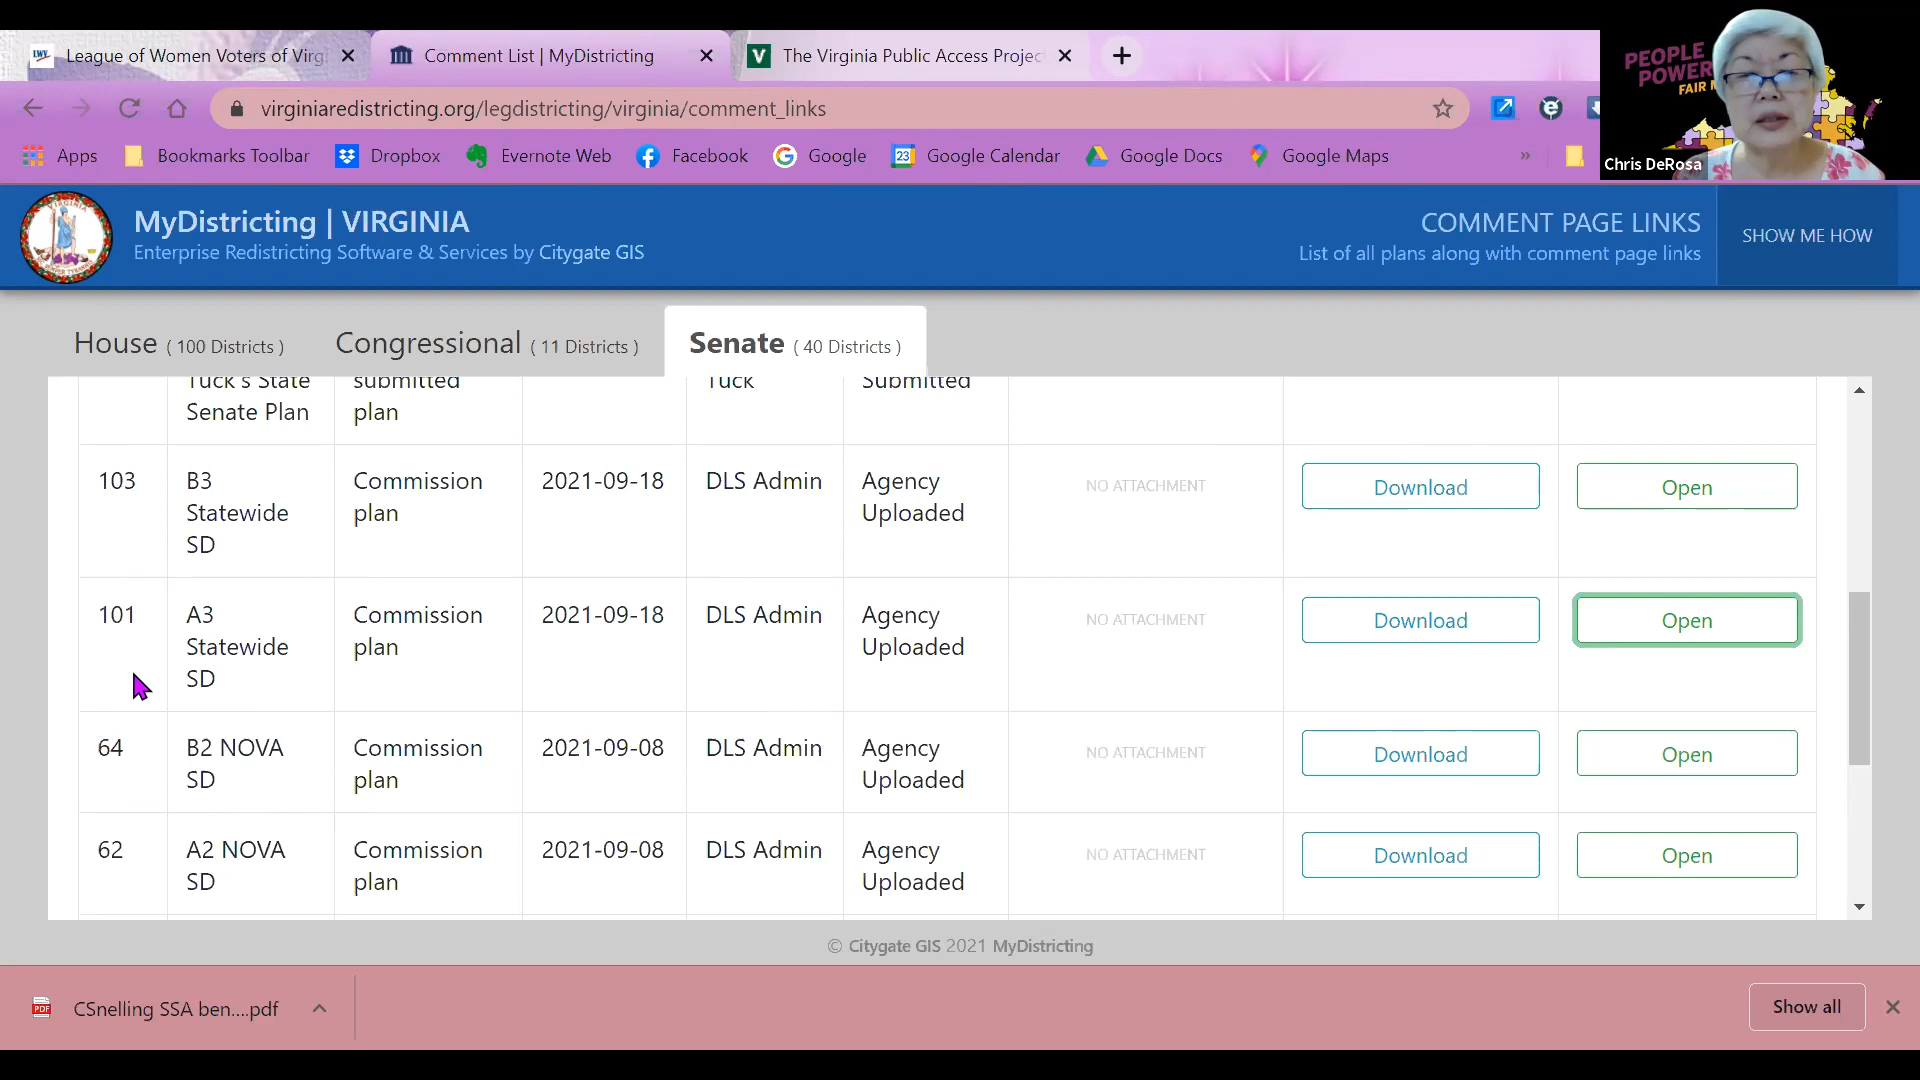 League of Women Voters of Virg
Comment List | MyDistricting
The Virginia Public Access Projec
virginiaredistricting.org/legdistricting/virginia/comment_links
Apps
Bookmarks Toolbar
Dropbox
Evernote Web
Facebook
Google
23
Google Calendar
Google Docs
Google Maps
»
PEOPLE
POWER
FAIR M
Chris DeRosa
MyDistricting | VIRGINIA
Enterprise Redistricting Software & Services by Citygate GIS
COMMENT PAGE LINKS
List of all plans along with comment page links
SHOW ME HOW
House ( 100 Districts )
Congressional ( 11 Districts )
Senate ( 40 Districts )
Tuck's State
Senate Plan
submitted
plan
Tuck
Submitted
103
B3
Statewide
SD
Commission
plan
2021-09-18
DLS Admin
Agency
Uploaded
NO ATTACHMENT
Download
Open
101
A3
Statewide
SD
Commission
plan
2021-09-18
DLS Admin
Agency
Uploaded
NO ATTACHMENT
Download
Open
64
B2 NOVA
SD
Commission
plan
2021-09-08
DLS Admin
Agency
Uploaded
NO ATTACHMENT
Download
Open
62
A2 NOVA
SD
Commission
plan
2021-09-08
DLS Admin
Agency
Uploaded
NO ATTACHMENT
Download
Open
© Citygate GIS 2021 MyDistricting
PDF
CSnelling SSA ben....pdf
Show all